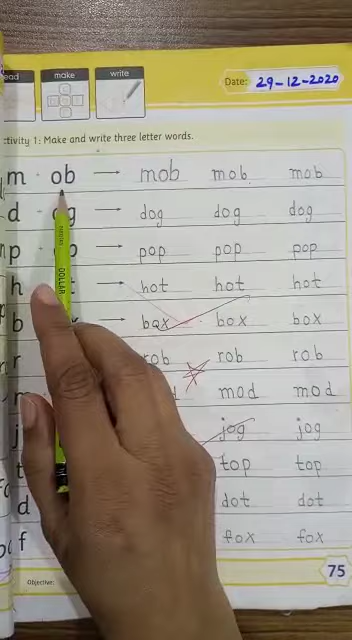 ead make write
Date: 29-12-2020
ctivity 1: Make and write three letter words.
m ob → mob mob mob
d g → dog dog dog
p → pop pop pop
h t → hot hot hot
b box box box
r rob rob rob
mod mod
j jog jog
t top top
d dot dot
f fox fox
Objective:
75
DOLLAR